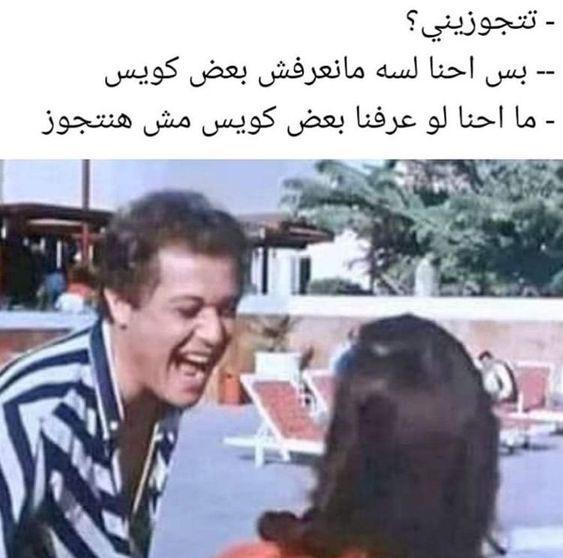 - تتجوزيني؟
-- بس احنا لسه مانعرفش بعض كويس
- ما احنا لو عرفنا بعض كويس مش هنتجوز